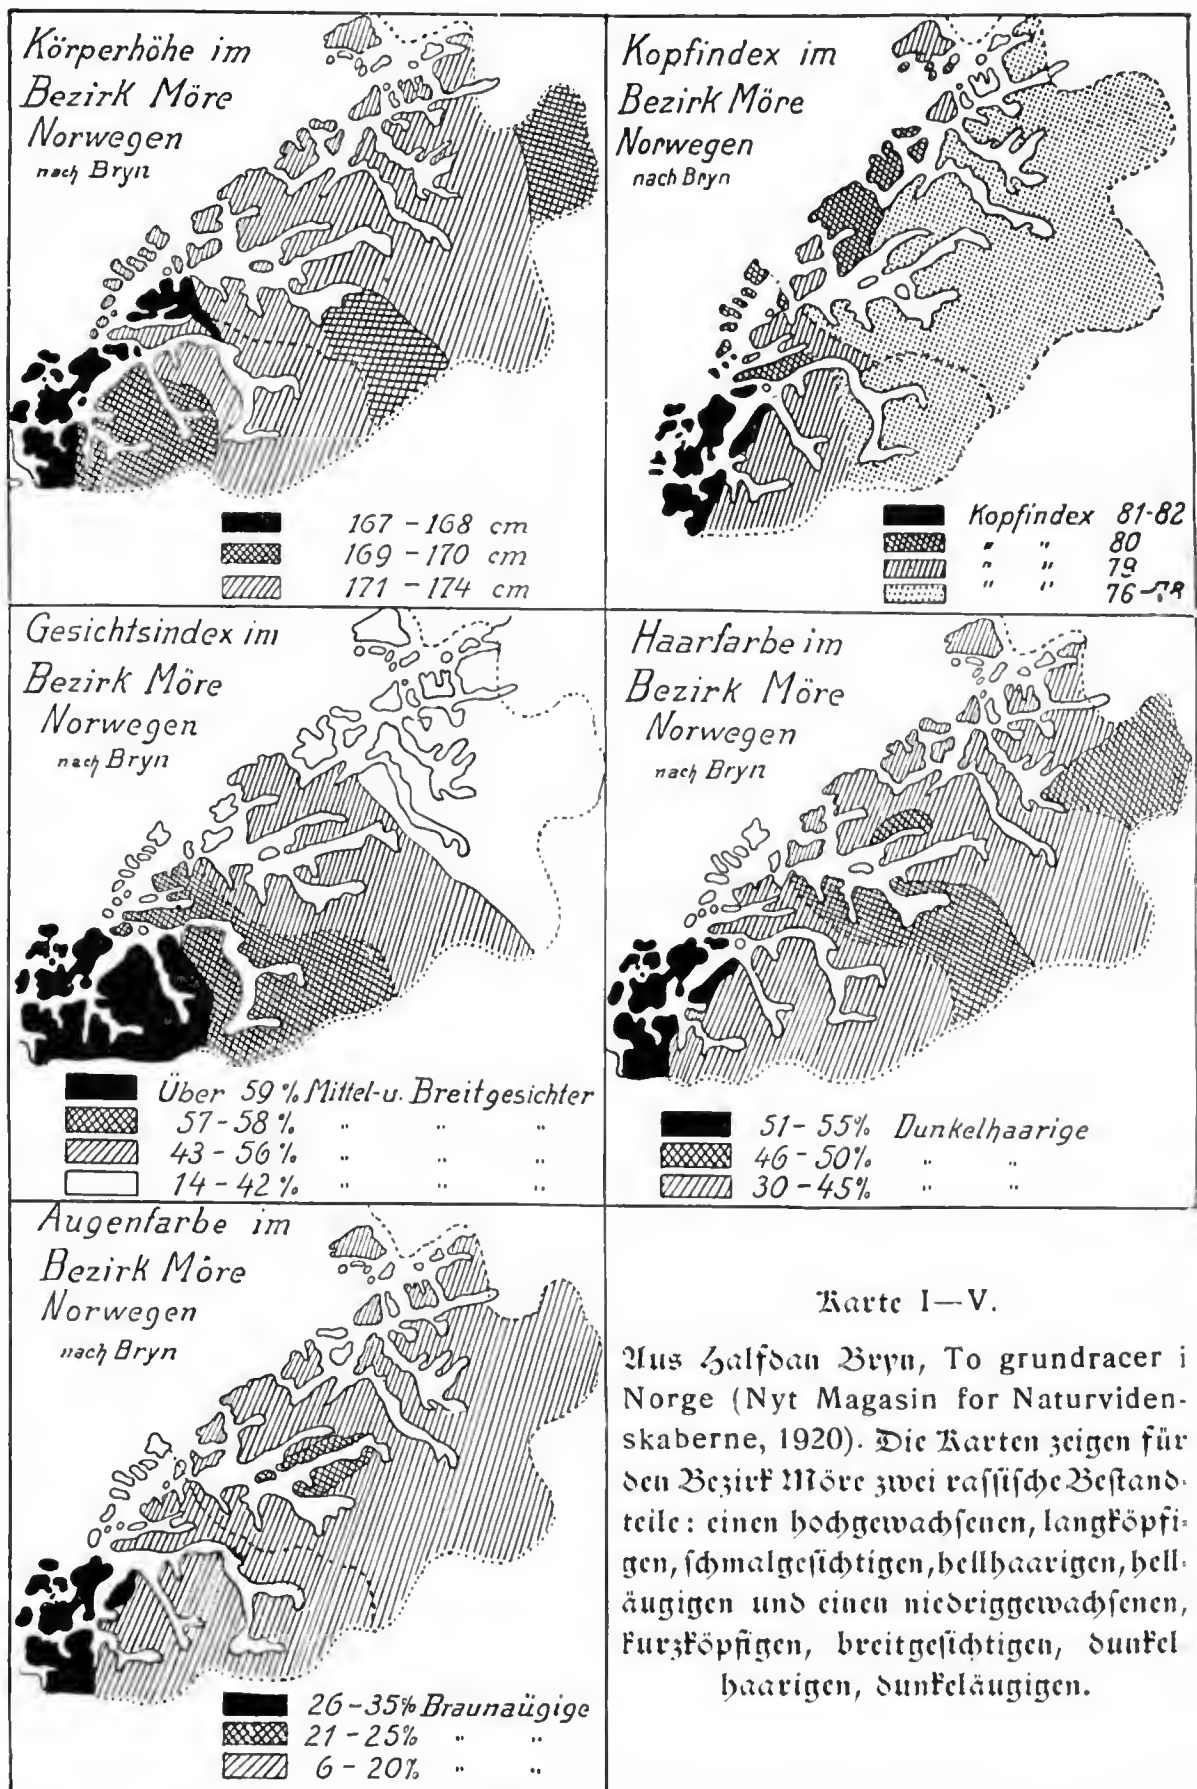 Körperhöhe im
Bezirk Möre
Norwegen
nach Bryn
167 - 168 cm
169 - 170 cm
171 - 174 cm
Kopfindex im
Bezirk Möre
Norwegen
nach Bryn
Kopfindex 81-82
" " 80
" " 79
" " 76-78
Gesichtsindex im
Bezirk Möre
Norwegen
nach Bryn
Über 59 % Mittel-u. Breitgesichter
57-58 % " " "
43-56 % " " "
14-42 % " " "
Haarfarbe im
Bezirk Möre
Norwegen
nach Bryn
51-55% Dunkelhaarige
46-50% " "
30-45% " "
Augenfarbe im
Bezirk Möre
Norwegen
nach Bryn
26-35% Braunaügige
21-25% " "
6-20% " "
Karte I—V.
Aus Halfdan Bryn, To grundracer i
Norge (Nyt Magasin for Naturviden-
skaberne, 1920). Die Karten zeigen für
den Bezirk Möre zwei rassische Bestand-
teile: einen hochgewachsenen, langköpfi-
gen, schmalgesichtigen, hellhaarigen, hell-
äugigen und einen niedriggewachsenen,
kurzköpfigen, breitgesichtigen, dunkel
haarigen, dunkeläugigen.